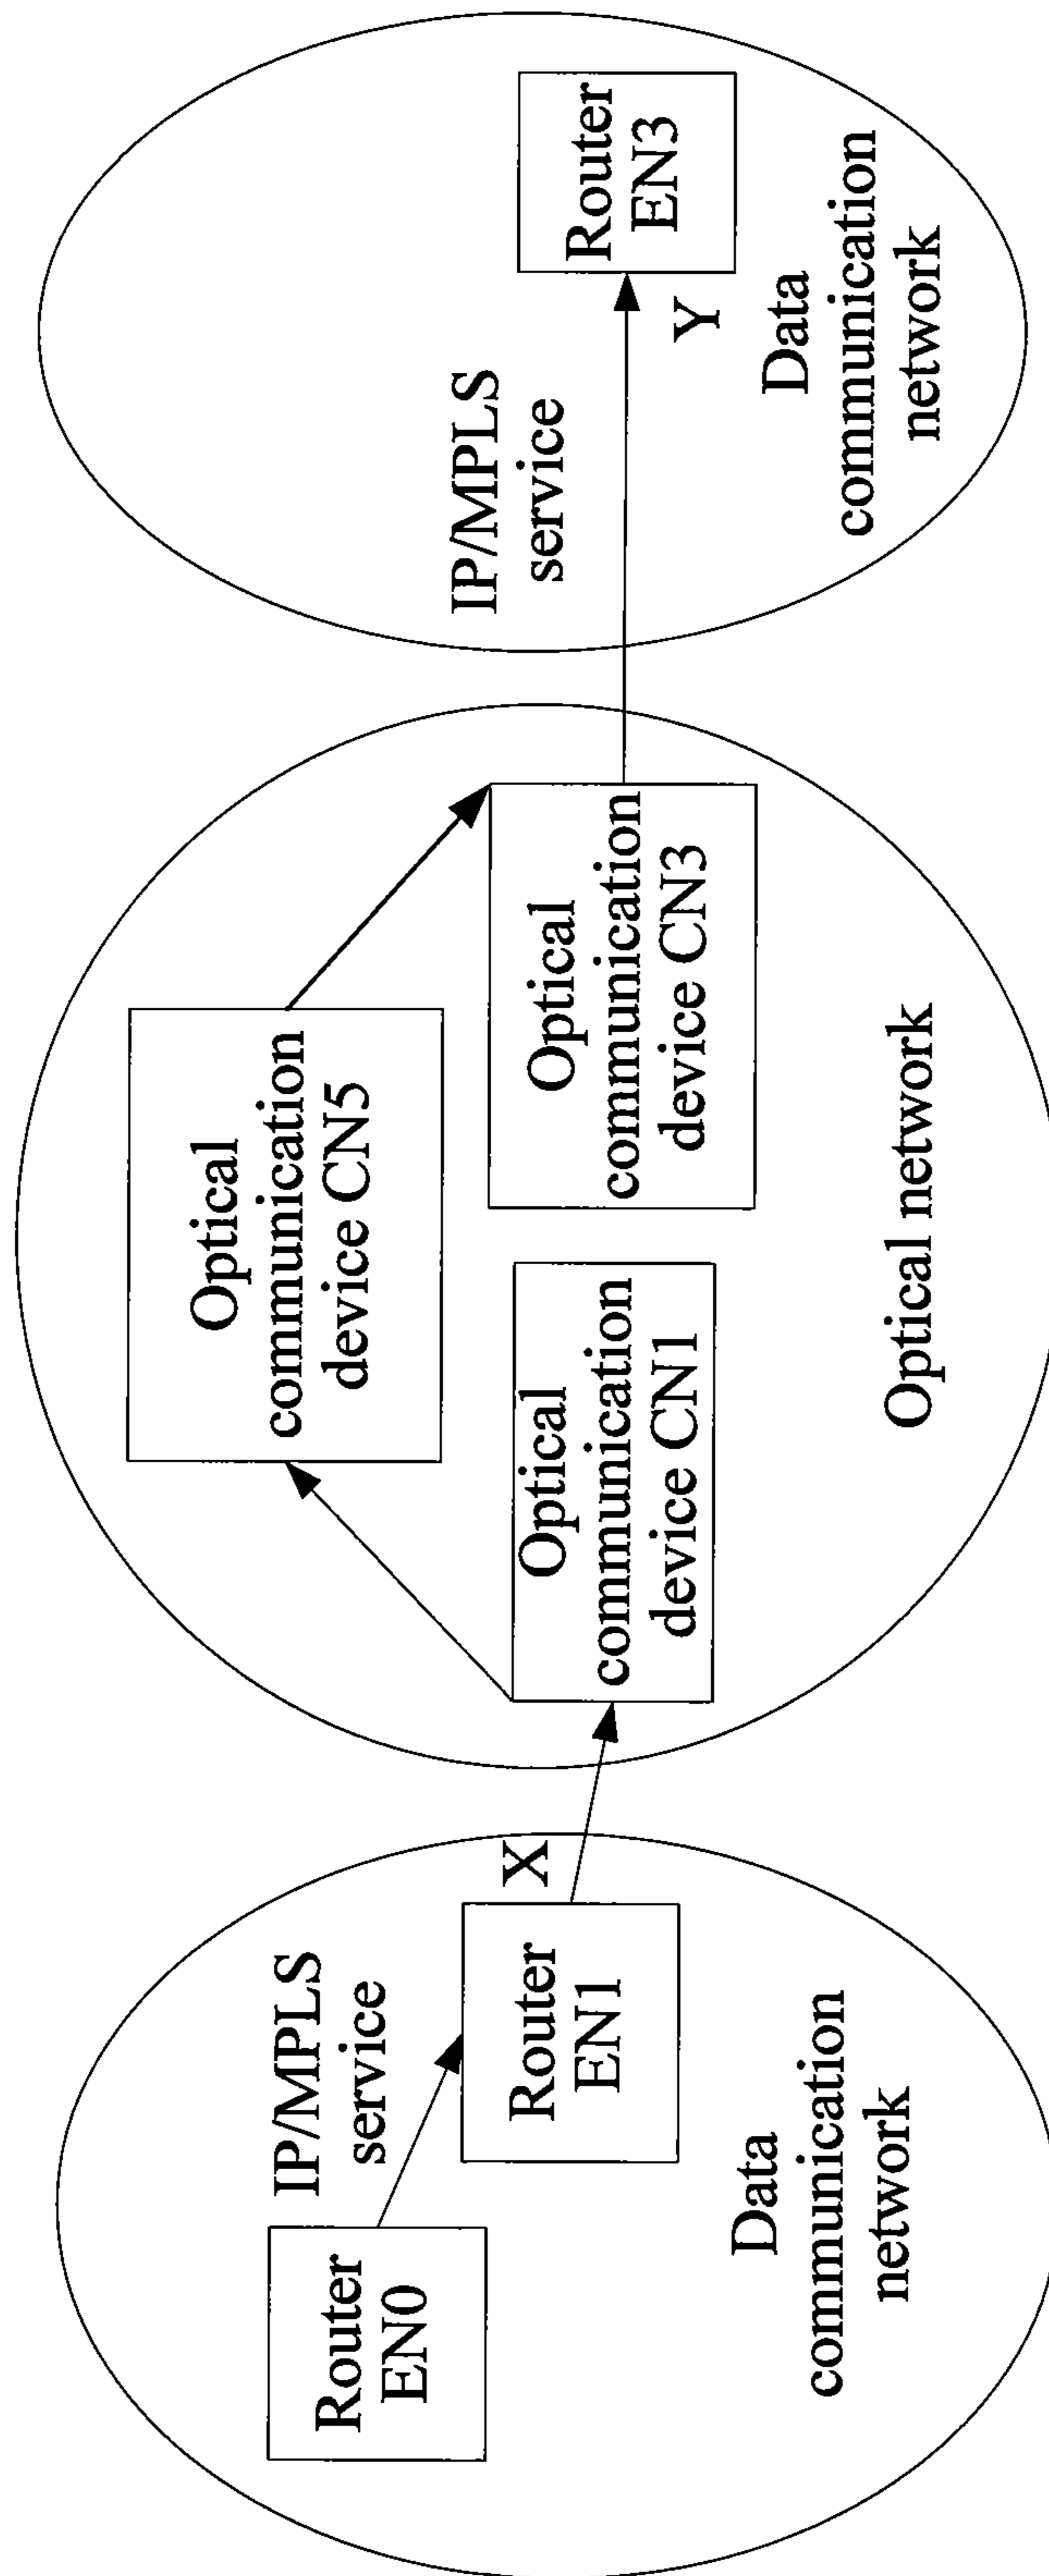 IP/MPLS
service
Router
EN0
Router
EN1
X
Data
communication
network
Optical
communication
device CN5
Optical
communication
device CN1
Optical
communication
device CN3
Optical network
IP/MPLS
service
Router
EN3
Y
Data
communication
network